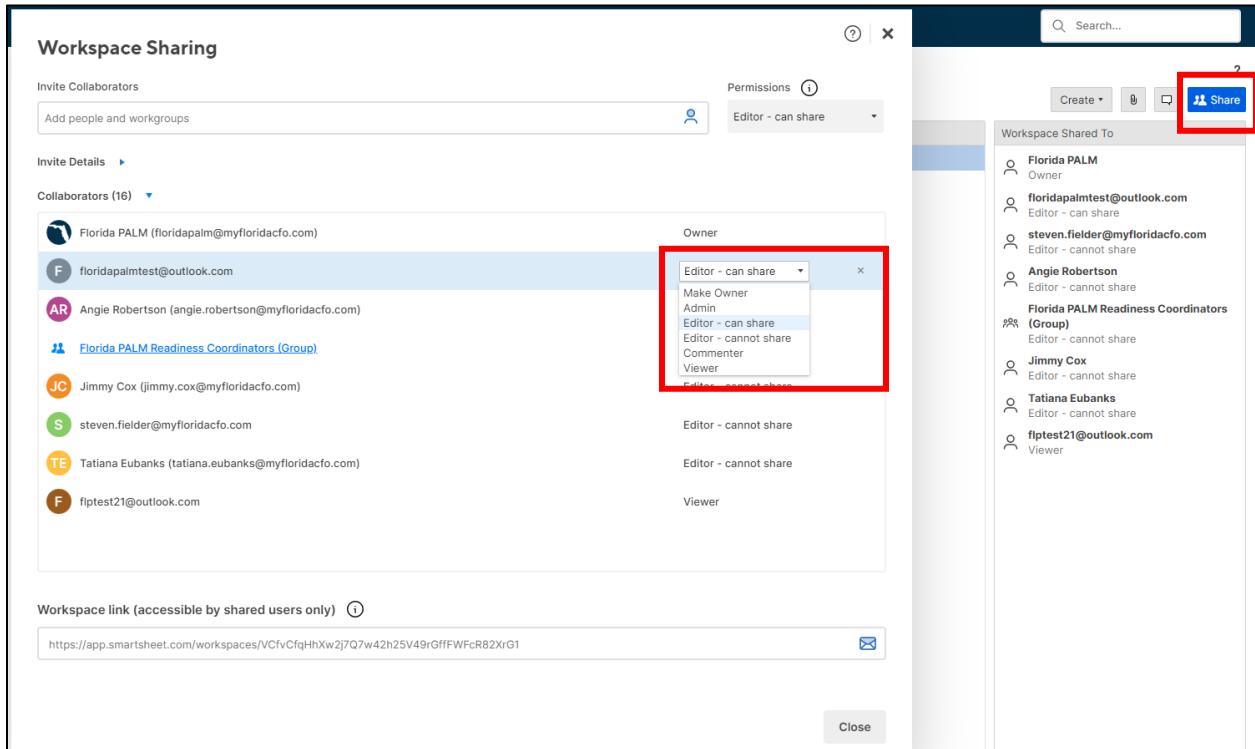 Workspace Sharing
?
Search...
Invite Collaborators
Permissions i
Add people and workgroups
Editor - can share
?
Create
Share
Invite Details
Collaborators (16)
Florida PALM (floridapalm@myfloridacfo.com)
Owner
F
floridapalmtest@outlook.com
Editor - can share
×
Make Owner
Admin
Editor - can share
Editor - cannot share
Commenter
Viewer
AR
Angie Robertson (angie.robertson@myfloridacfo.com)
Florida PALM Readiness Coordinators (Group)
JC
Jimmy Cox (jimmy.cox@myfloridacfo.com)
Editor - cannot share
S
steven.fielder@myfloridacfo.com
Editor - cannot share
TE
Tatiana Eubanks (tatiana.eubanks@myfloridacfo.com)
Editor - cannot share
F
flptest21@outlook.com
Viewer
Workspace link (accessible by shared users only) i
https://app.smartsheet.com/workspaces/VCfvCfqHhXw2j7Q7w42h25V49rGffFWFcR82XrG1
Close
Workspace Shared To
Florida PALM
Owner
floridapalmtest@outlook.com
Editor - can share
steven.fielder@myfloridacfo.com
Editor - cannot share
Angie Robertson
Editor - cannot share
Florida PALM Readiness Coordinators
(Group)
Editor - cannot share
Jimmy Cox
Editor - cannot share
Tatiana Eubanks
Editor - cannot share
flptest21@outlook.com
Viewer